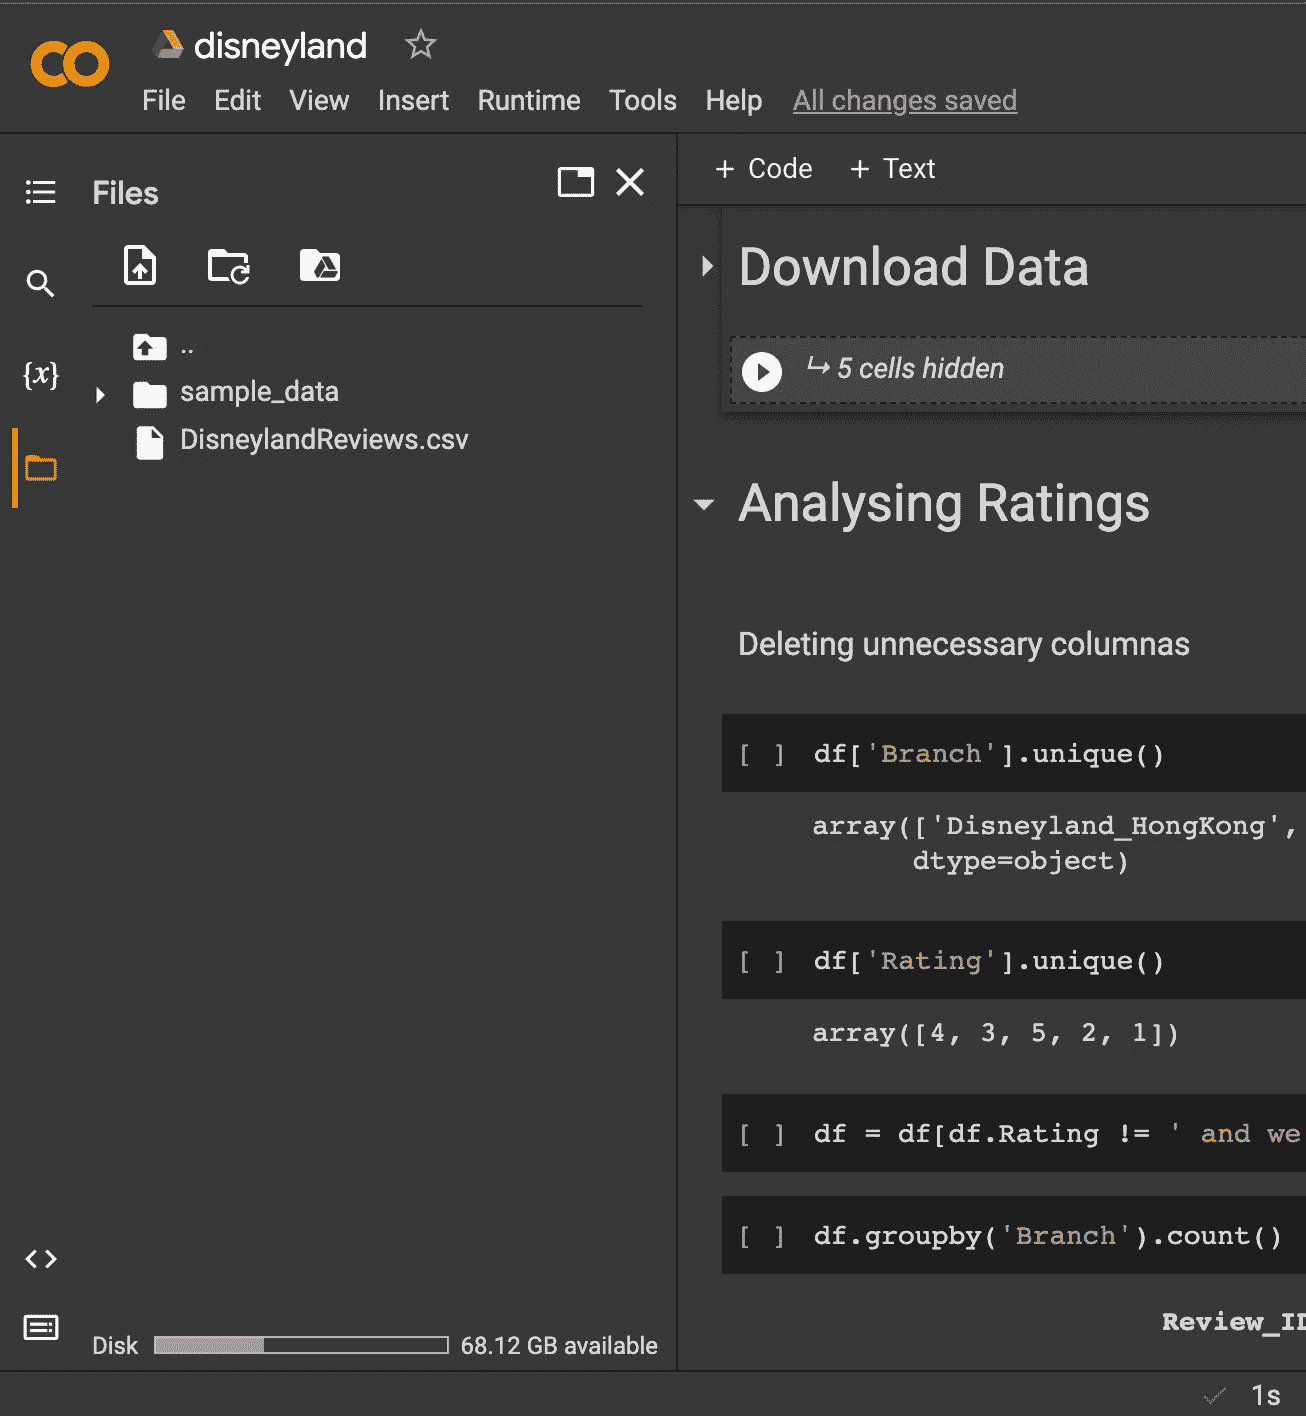 disneyland
File Edit View Insert Runtime Tools Help All changes saved
Files
..
sample_data
DisneylandReviews.csv
Disk 68.12 GB available
+ Code + Text
Download Data
5 cells hidden
Analysing Ratings
Deleting unnecessary columnas
[ ] df['Branch'].unique()
array(['Disneyland_HongKong',
dtype=object)
[ ] df['Rating'].unique()
array([4, 3, 5, 2, 1])
[ ] df = df[df.Rating != ' and we
[ ] df.groupby('Branch').count()
Review_ID
1s